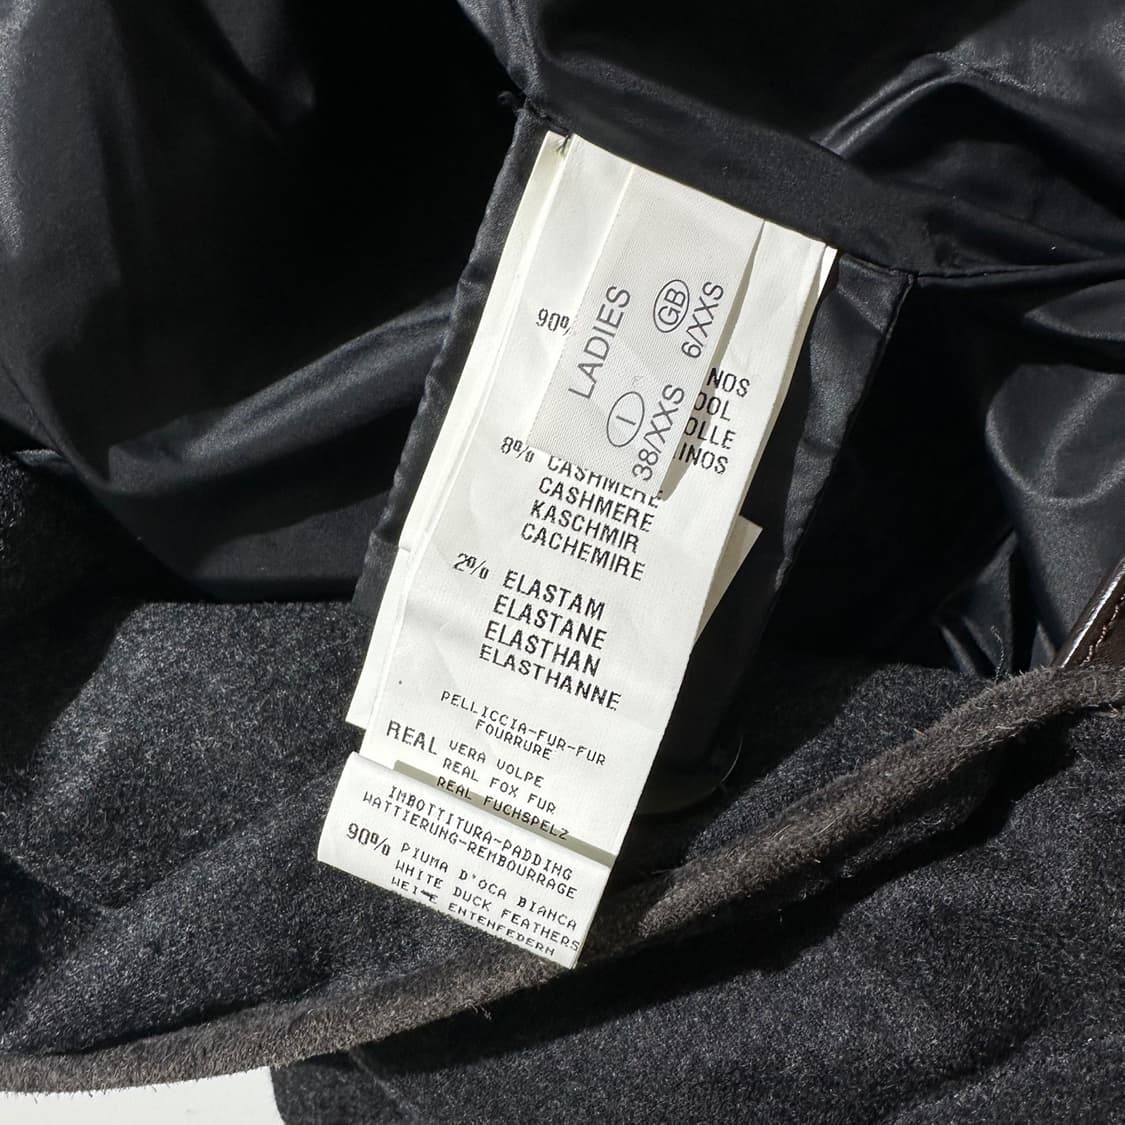 LADIES
GB
6/XXS
I
38/XXS
90%
NOS
OOL
OLLE
INOS
8% CASHMERE
CASHMERE
KASCHMIR
CACHEMIRE
2% ELASTAM
ELASTANE
ELASTHAN
ELASTHANNE
PELLICCIA-FUR-FUR
FOURRURE
REAL VERA VOLPE
REAL FOX FUR
REAL FUCHSPELZ
IMBOTTITURA-PADDING
WATTIERUNG-REMBOURRAGE
90% PIUMA D'OCA BIANCA
WHITE DUCK FEATHERS
ENTENFEDERN